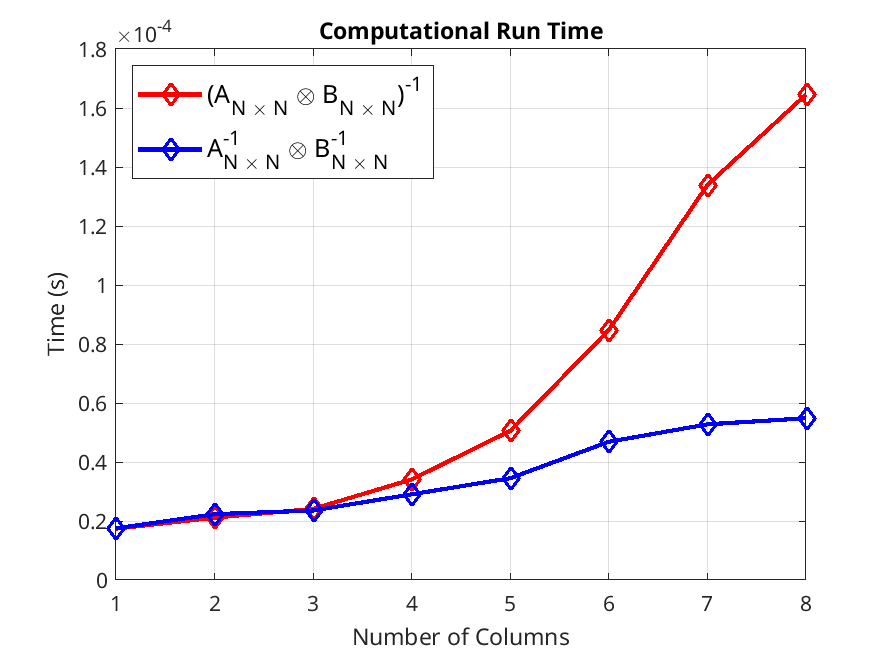 Computational Run Time
×10^-4
(A_{N × N} ⊗ B_{N × N})^{-1}
A^{-1}_{N × N} ⊗ B^{-1}_{N × N}
1.8
1.6
1.4
1.2
1
0.8
0.6
0.4
0.2
0
Time (s)
1 2 3 4 5 6 7 8
Number of Columns